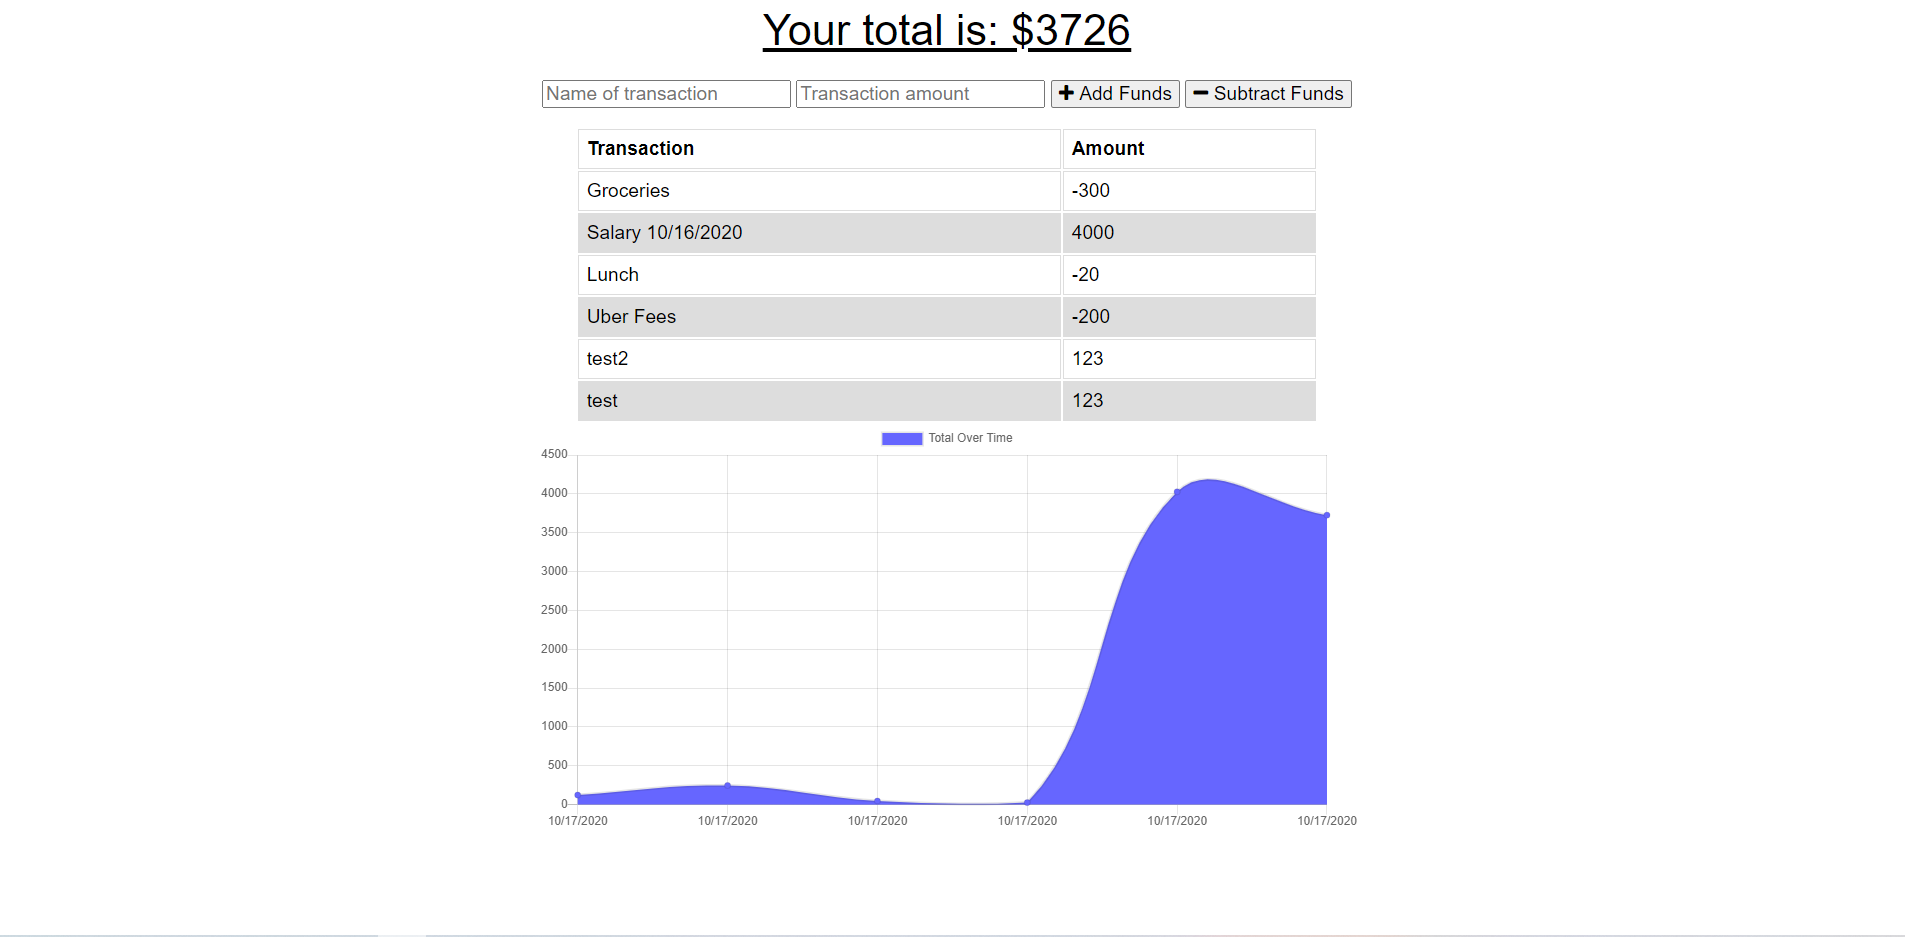 Your total is: $3726
Name of transaction Transaction amount Add Funds Subtract Funds
Transaction Amount
Groceries -300
Salary 10/16/2020 4000
Lunch -20
Uber Fees -200
test2 123
test 123
Total Over Time
4500
4000
3500
3000
2500
2000
1500
1000
500
0
10/17/2020 10/17/2020 10/17/2020 10/17/2020 10/17/2020 10/17/2020